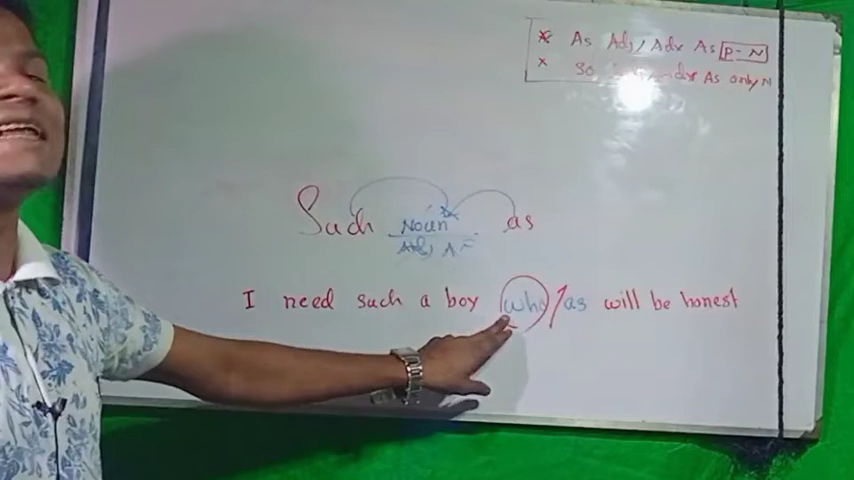 * As Adj/Adv As P-N
* So As only N
Such Noun as
Adj
I need such a boy who/as will be honest